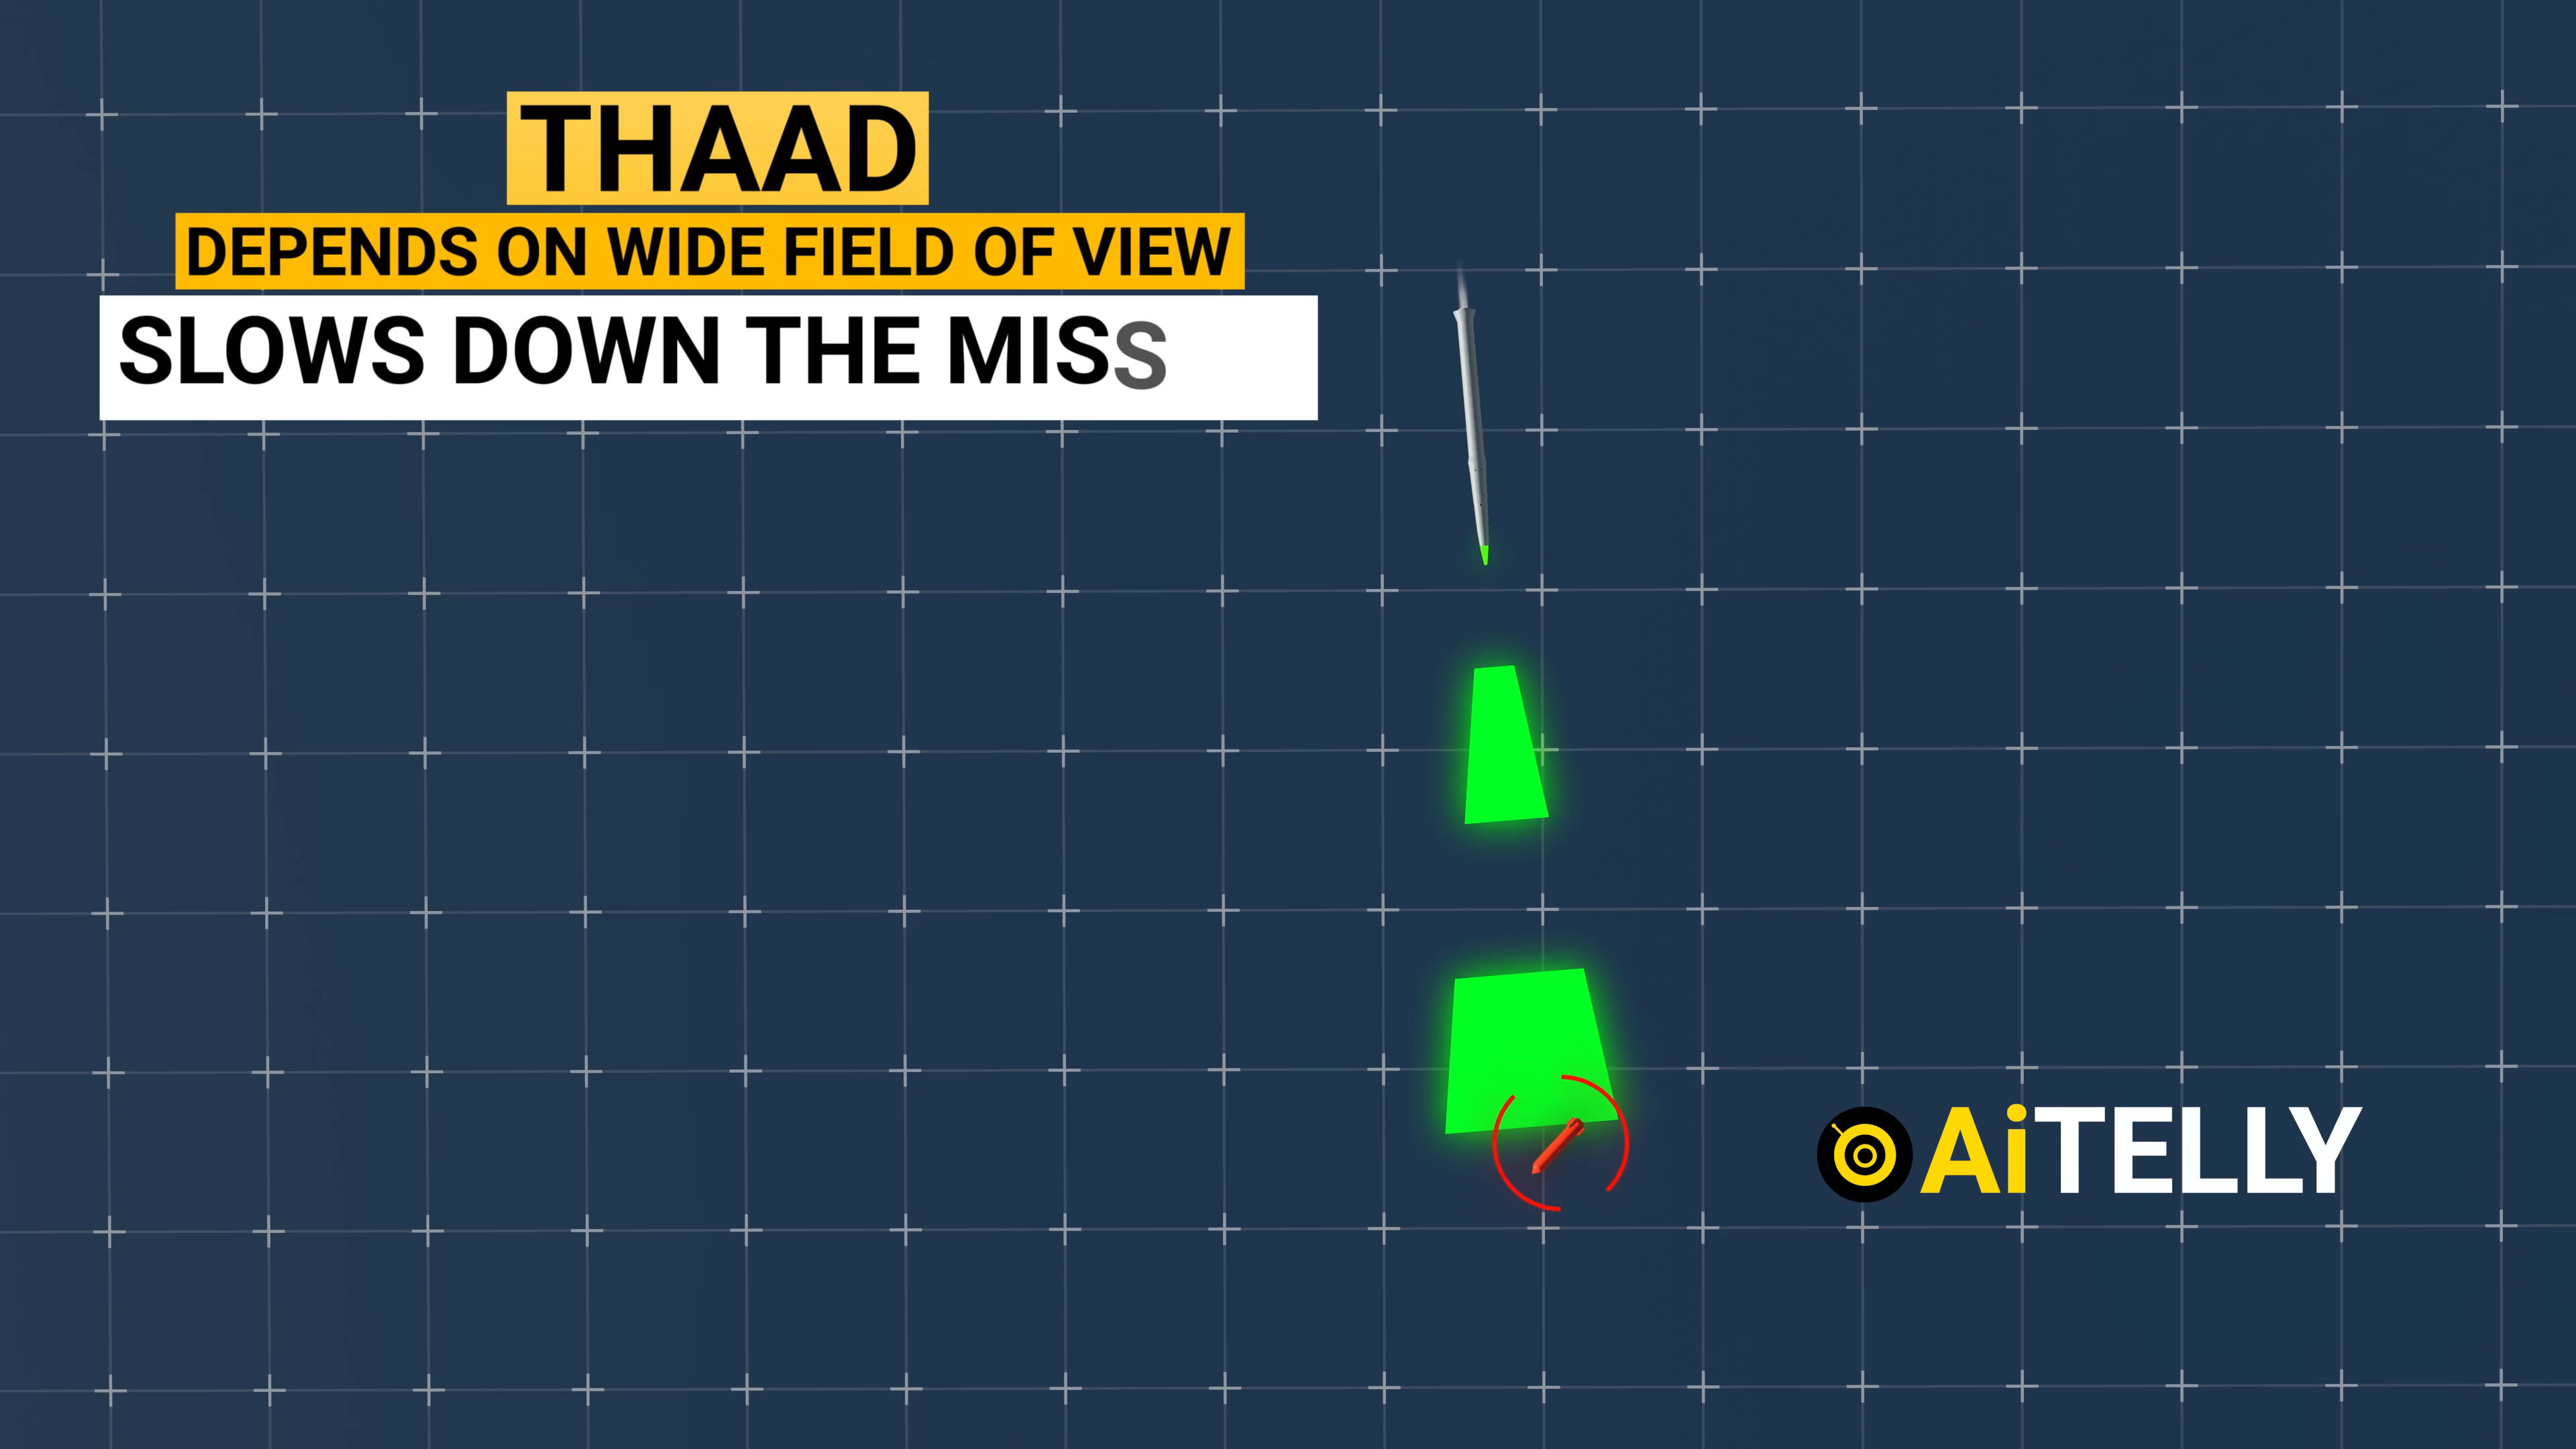 THAAD
DEPENDS ON WIDE FIELD OF VIEW
SLOWS DOWN THE MISS
AiTELLY